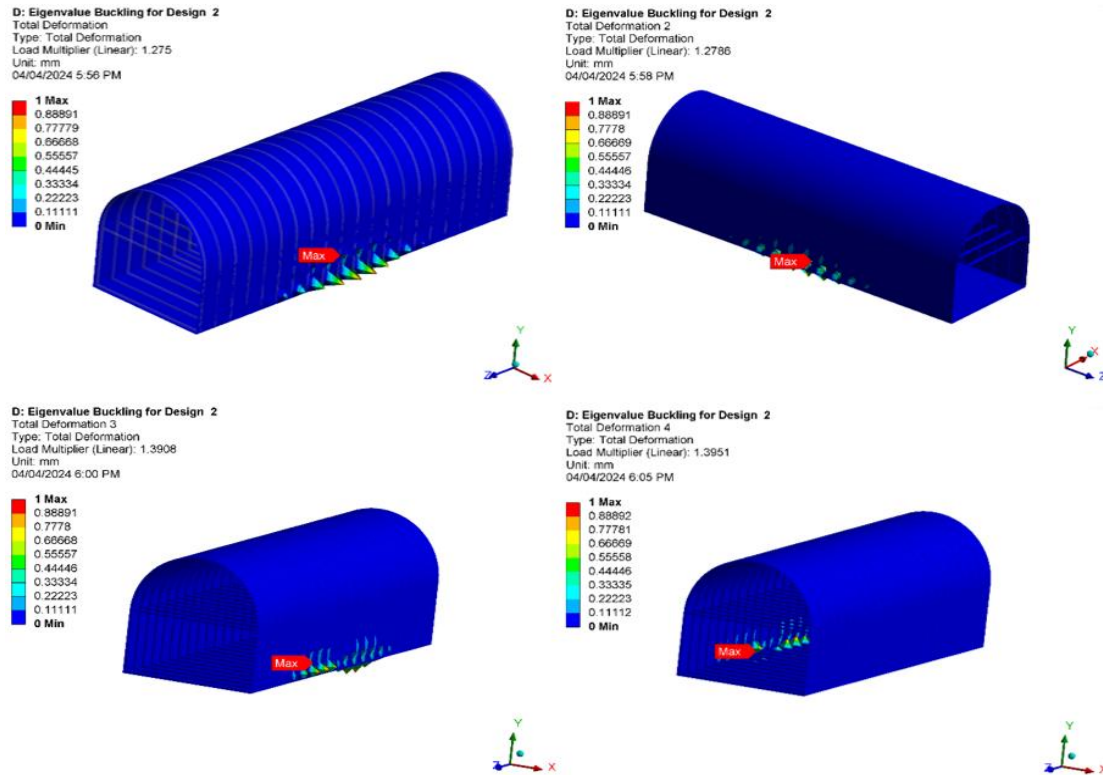 D: Eigenvalue Buckling for Design 2
Total Deformation
Type: Total Deformation
Load Multiplier (Linear): 1.275
Unit: mm
04/04/2024 5:56 PM
1 Max
0.88891
0.77779
0.66668
0.55557
0.44445
0.33334
0.22223
0.11111
0 Min
Max
Y
Z
X
D: Eigenvalue Buckling for Design 2
Total Deformation 2
Type: Total Deformation
Load Multiplier (Linear): 1.2786
Unit: mm
04/04/2024 5:58 PM
1 Max
0.88891
0.7778
0.66669
0.55557
0.44446
0.33334
0.22223
0.11111
0 Min
Max
Y
X
Z
D: Eigenvalue Buckling for Design 2
Total Deformation 3
Type: Total Deformation
Load Multiplier (Linear): 1.3908
Unit: mm
04/04/2024 6:00 PM
1 Max
0.88891
0.7778
0.66668
0.55557
0.44446
0.33334
0.22223
0.11111
0 Min
Max
Y
Z
X
D: Eigenvalue Buckling for Design 2
Total Deformation 4
Type: Total Deformation
Load Multiplier (Linear): 1.3951
Unit: mm
04/04/2024 6:05 PM
1 Max
0.88892
0.77781
0.66669
0.55558
0.44446
0.33335
0.22223
0.11112
0 Min
Max
Y
Z
X